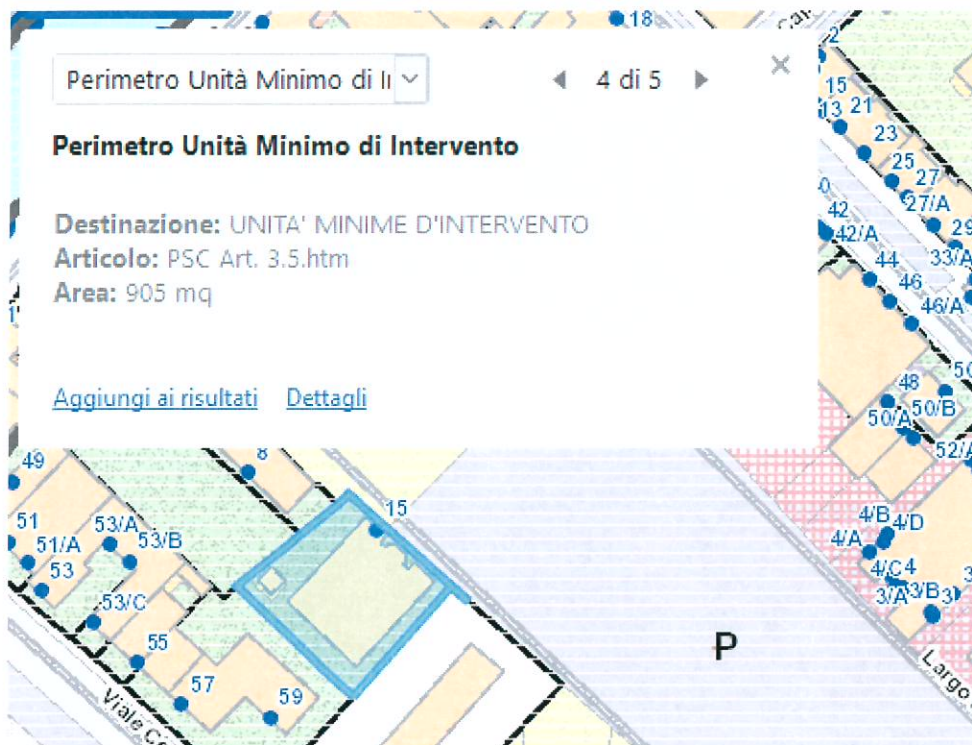 18
Perimetro Unità Minimo di I
4 di 5
Perimetro Unità Minimo di Intervento
Destinazione: UNITA' MINIME D'INTERVENTO
Articolo: PSC Art. 3.5.htm
Area: 905 mq
Aggiungi ai risultati Dettagli
2
15
13
21
23
25
27
27/A
29
33/A
42
42/A
44
46
46/A
48
50/A
50/B
52/A
4/B
4/D
4/A
4/C
4
3/A
3/B
3
8
15
49
51
51/A
53
53/A
53/B
53/C
55
57
59
P
Viale
Largo